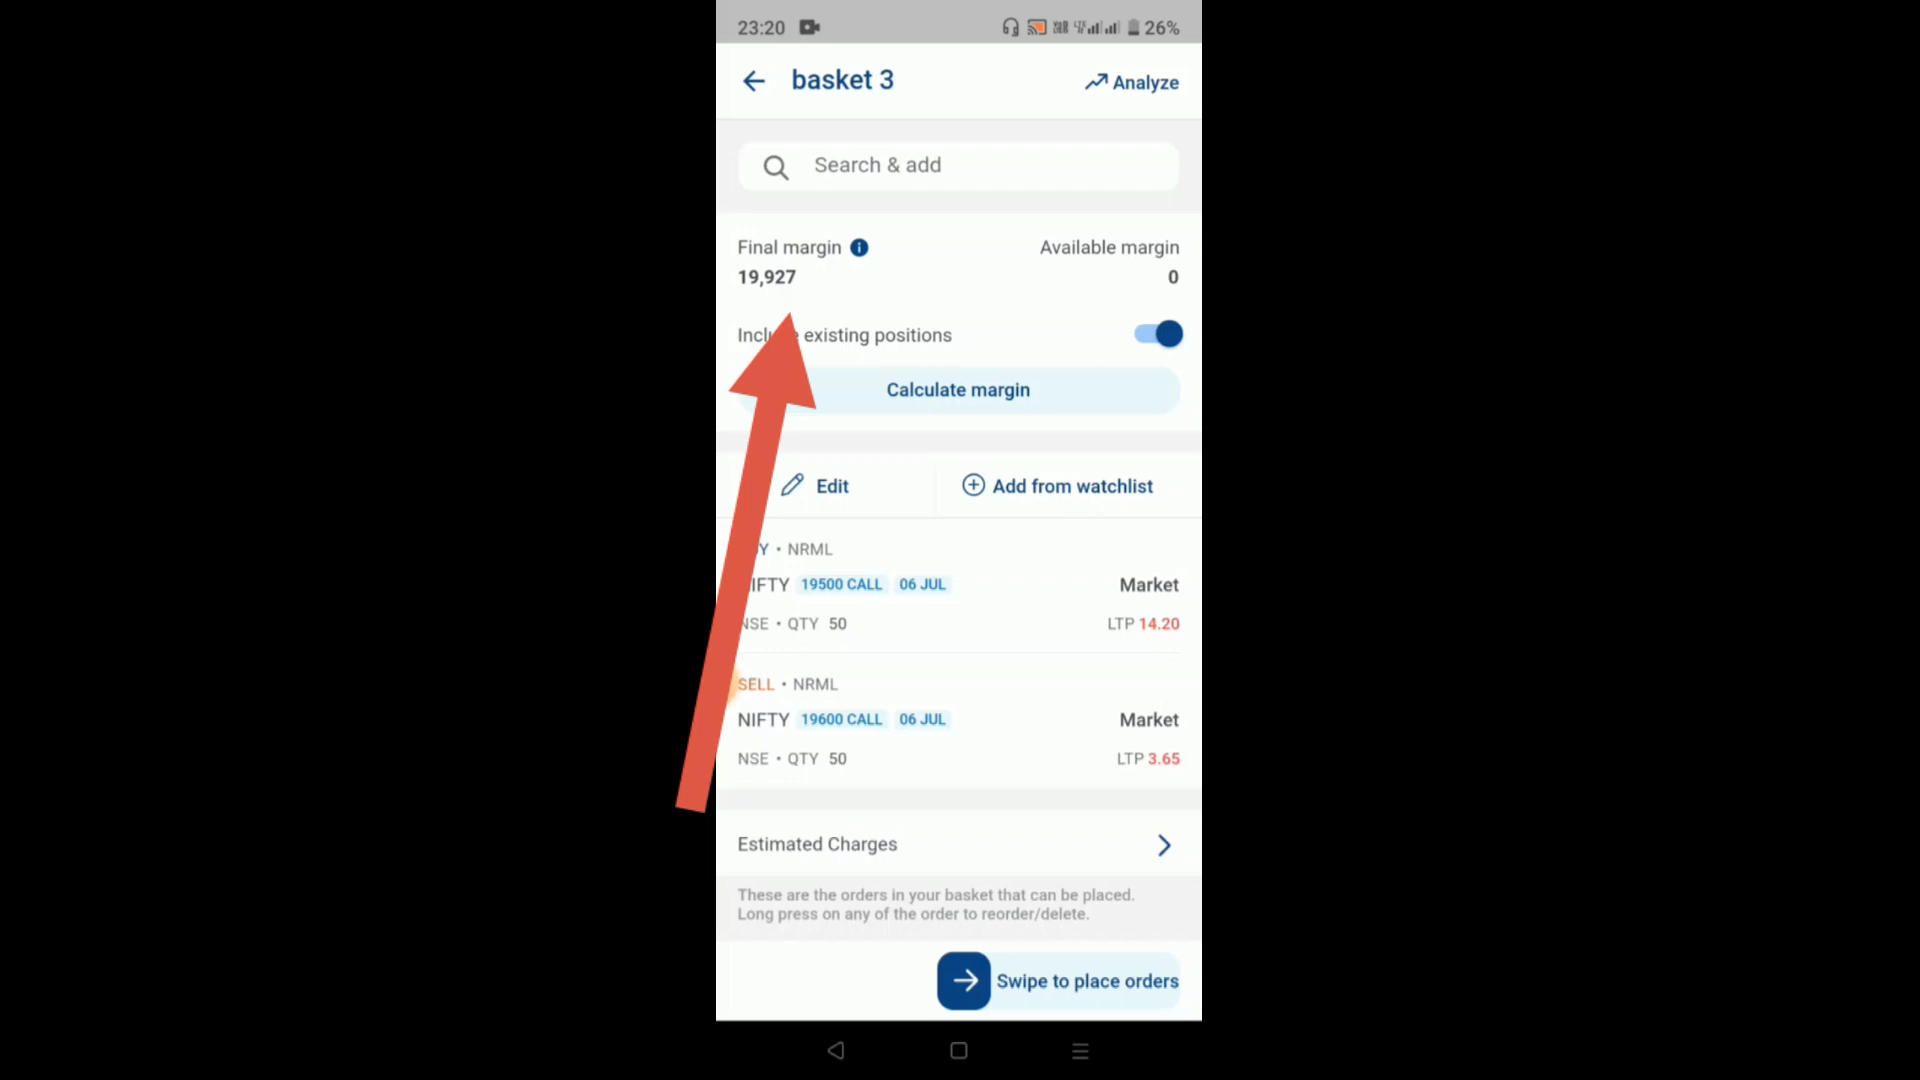 23:20
26%
basket 3
Analyze
Search & add
Final margin
Available margin
19,927
0
existing positions
Calculate margin
Edit
Add from watchlist
• NRML
19500 CALL 06 JUL
Market
NSE • QTY 50
LTP 14.20
SELL • NRML
NIFTY 19600 CALL 06 JUL
Market
NSE • QTY 50
LTP 3.65
Estimated Charges
These are the orders in your basket that can be placed.
Long press on any of the order to reorder/delete.
Swipe to place orders